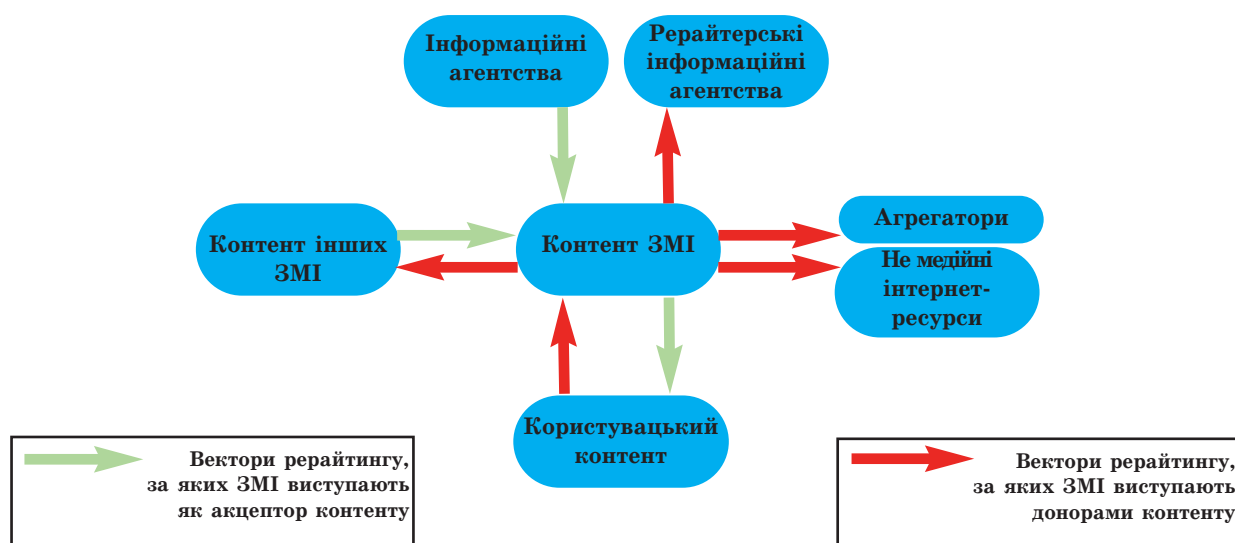 Інформаційні
агентства
Рерайтерські
інформаційні
агентства
Контент інших
ЗМІ
Контент ЗМІ
Агрегатори
Не медійні
інтернет-
ресурси
Користувацький
контент
Вектори рерайтингу,
за яких ЗМІ виступають
як акцептор контенту
Вектори рерайтингу,
за яких ЗМІ виступають
донорами контенту